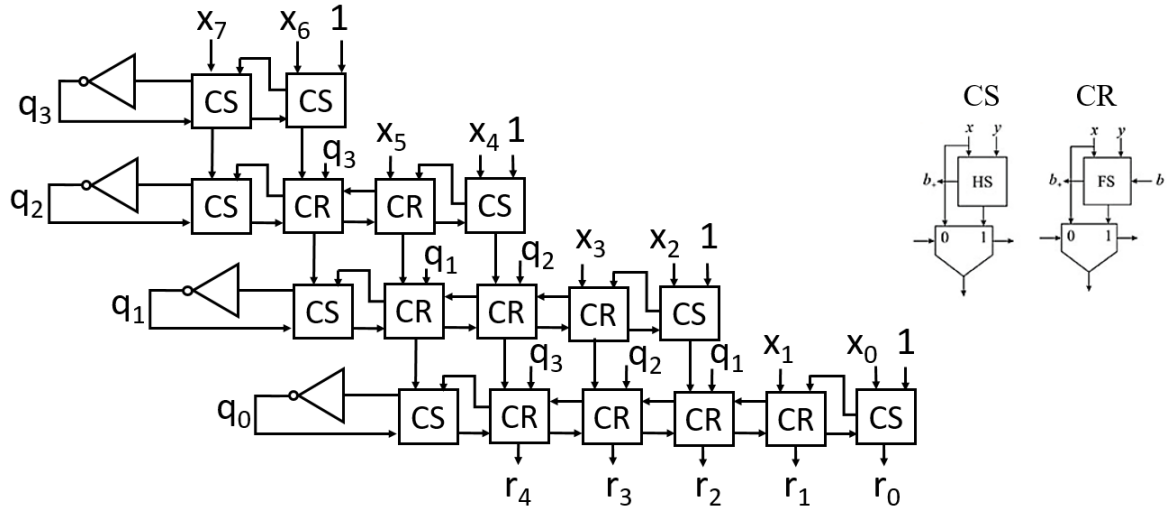 x₇ x₆ 1
q₃ CS CS
q₃ x₅ x₄ 1
q₂ CS CR CR CS
q₁ q₂ x₃ x₂ 1
q₁ CS CR CR CR CS
q₃ q₂ q₁ x₁ x₀ 1
q₀ CS CR CR CR CR CS
r₄ r₃ r₂ r₁ r₀
CS CR
x y x y
b₊ HS b₊ FS b
0 1 0 1